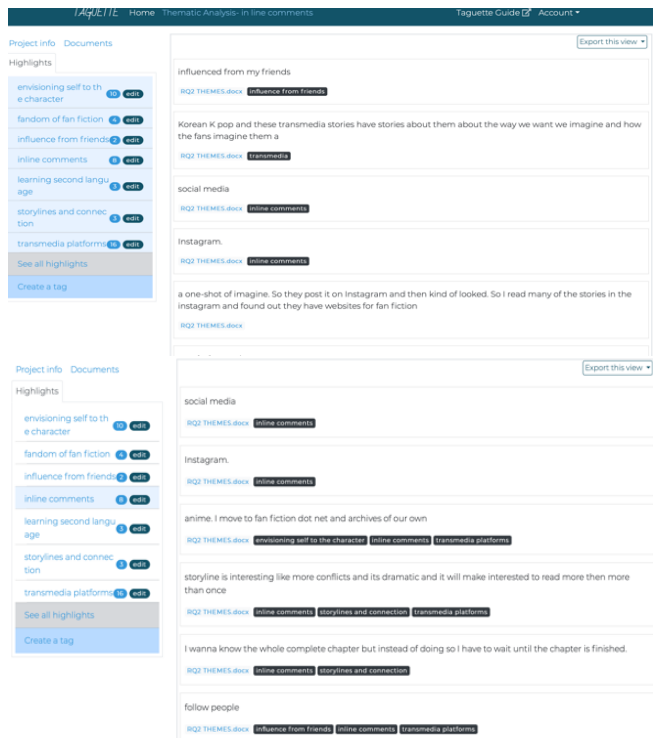 TAGUETTE Home Thematic Analysis- in line comments Taguette Guide Account
Project info Documents
Export this view
Highlights
envisioning self to th
e character 10 edit
fandom of fan fiction 4 edit
influence from friends 2 edit
inline comments 8 edit
learning second langu
age 3 edit
storylines and connec
tion 3 edit
transmedia platforms 16 edit
See all highlights
Create a tag
influenced from my friends
RQ2 THEMES.docx influence from friends
Korean K pop and these transmedia stories have stories about them about the way we want we imagine and how
the fans imagine them a
RQ2 THEMES.docx transmedia
social media
RQ2 THEMES.docx inline comments
Instagram.
RQ2 THEMES.docx inline comments
a one-shot of imagine. So they post it on Instagram and then kind of looked. So I read many of the stories in the
instagram and found out they have websites for fan fiction
RQ2 THEMES.docx
Project info Documents
Export this view
Highlights
envisioning self to th
e character 10 edit
fandom of fan fiction 4 edit
influence from friends 2 edit
inline comments 8 edit
learning second langu
age 3 edit
storylines and connec
tion 3 edit
transmedia platforms 16 edit
See all highlights
Create a tag
social media
RQ2 THEMES.docx inline comments
Instagram.
RQ2 THEMES.docx inline comments
anime. I move to fan fiction dot net and archives of our own
RQ2 THEMES.docx envisioning self to the character inline comments transmedia platforms
storyline is interesting like more conflicts and its dramatic and it will make interested to read more then more
than once
RQ2 THEMES.docx inline comments storylines and connection transmedia platforms
I wanna know the whole complete chapter but instead of doing so I have to wait until the chapter is finished.
RQ2 THEMES.docx inline comments storylines and connection
follow people
RQ2 THEMES.docx influence from friends inline comments transmedia platforms